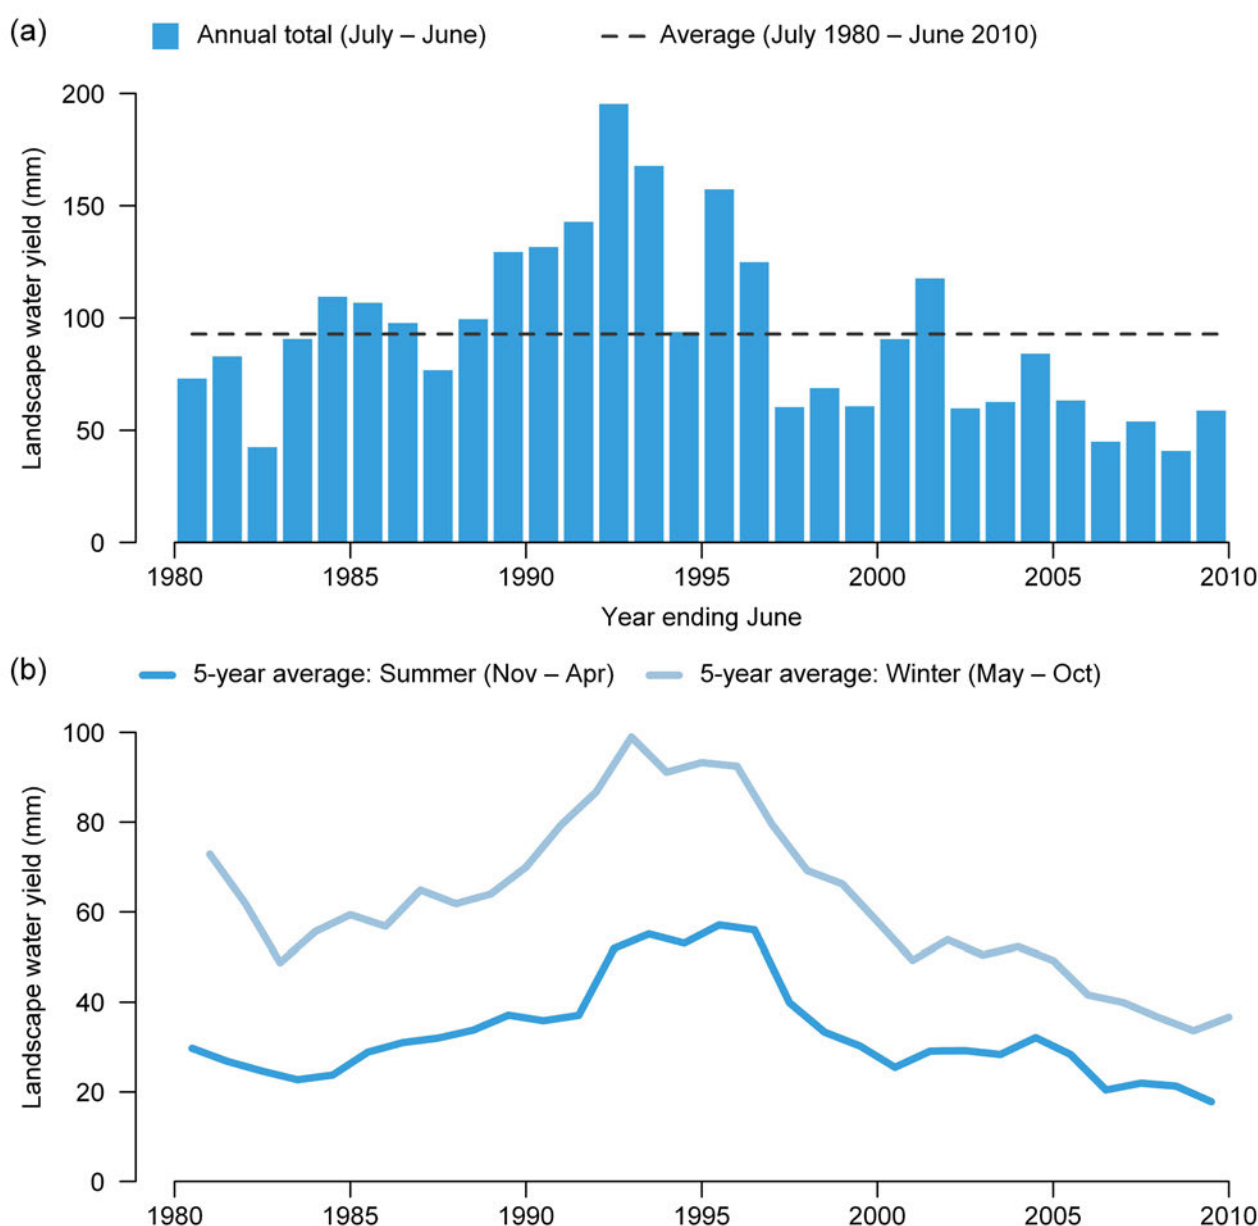 (a) Annual total (July – June) Average (July 1980 – June 2010)
Landscape water yield (mm)
200
150
100
50
0
1980 1985 1990 1995 2000 2005 2010
Year ending June
(b) 5-year average: Summer (Nov – Apr) 5-year average: Winter (May – Oct)
Landscape water yield (mm)
100
80
60
40
20
0
1980 1985 1990 1995 2000 2005 2010